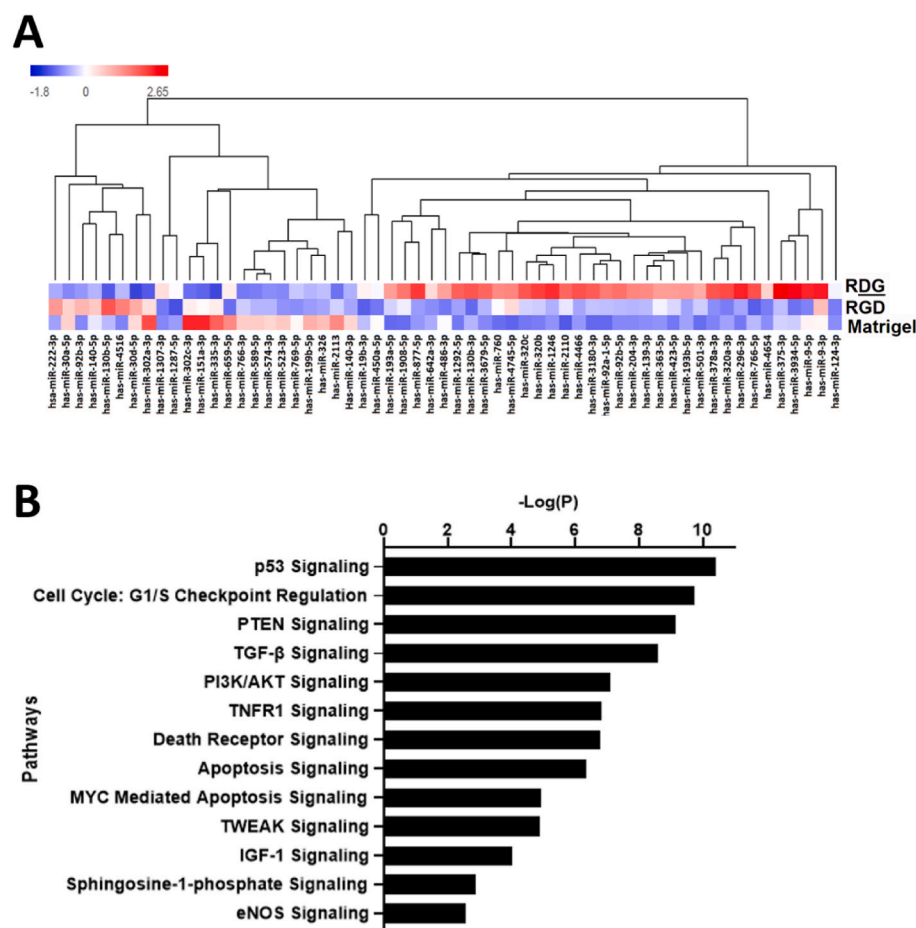 A
-1.8 0 2.65
RDG
RGD
Matrigel
hsa-miR-222-3p
has-miR-30a-5p
has-miR-92b-3p
has-miR-140-5p
has-miR-130b-5p
has-miR-4516
has-miR-30d-5p
has-miR-302a-3p
has-miR-1307-3p
has-miR-1287-5p
has-miR-302c-3p
has-miR-151a-3p
has-miR-335-3p
has-miR-659-5p
has-miR-766-3p
has-miR-589-5p
has-miR-574-3p
has-miR-523-3p
has-miR-769-5p
has-miR-199b-3p
has-miR-326
has-miR-2113
Has-miR-140-3p
has-miR-19b-3p
has-miR-450a-5p
has-miR-193a-5p
has-miR-1908-5p
has-miR-877-5p
has-miR-642a-3p
has-miR-486-3p
has-miR-1292-5p
has-miR-130b-3p
has-miR-3679-5p
has-miR-760
has-miR-4745-5p
has-miR-320c
has-miR-320b
has-miR-1246
has-miR-2110
has-miR-4466
has-miR-3180-3p
has-miR-92a-1-5p
has-miR-92b-5p
has-miR-204-3p
has-miR-139-3p
has-miR-363-5p
has-miR-423-5p
has-miR-193b-5p
has-miR-501-3p
has-miR-378a-3p
has-miR-320a-3p
has-miR-296-3p
has-miR-766-5p
has-miR-4654
has-miR-375-3p
has-miR-3934-5p
has-miR-9-5p
has-miR-9-3p
has-miR-124-3p
B
-Log(P)
0 2 4 6 8 10
Pathways
p53 Signaling
Cell Cycle: G1/S Checkpoint Regulation
PTEN Signaling
TGF-β Signaling
PI3K/AKT Signaling
TNFR1 Signaling
Death Receptor Signaling
Apoptosis Signaling
MYC Mediated Apoptosis Signaling
TWEAK Signaling
IGF-1 Signaling
Sphingosine-1-phosphate Signaling
eNOS Signaling